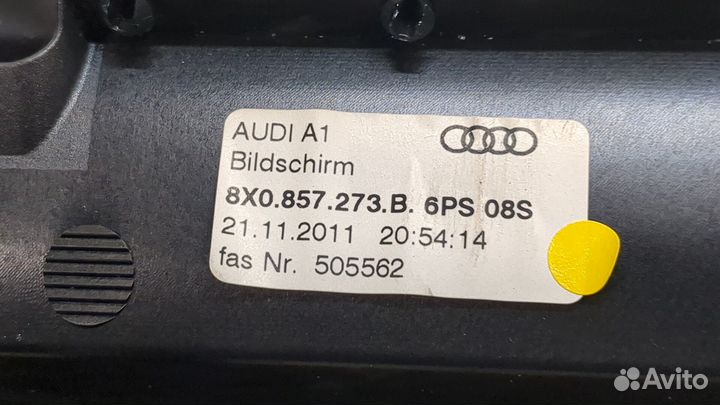 AUDI A1
Bildschirm
8X0.857.273.B. 6PS 08S
21.11.2011 20:54:14
fas Nr. 505562
Avito